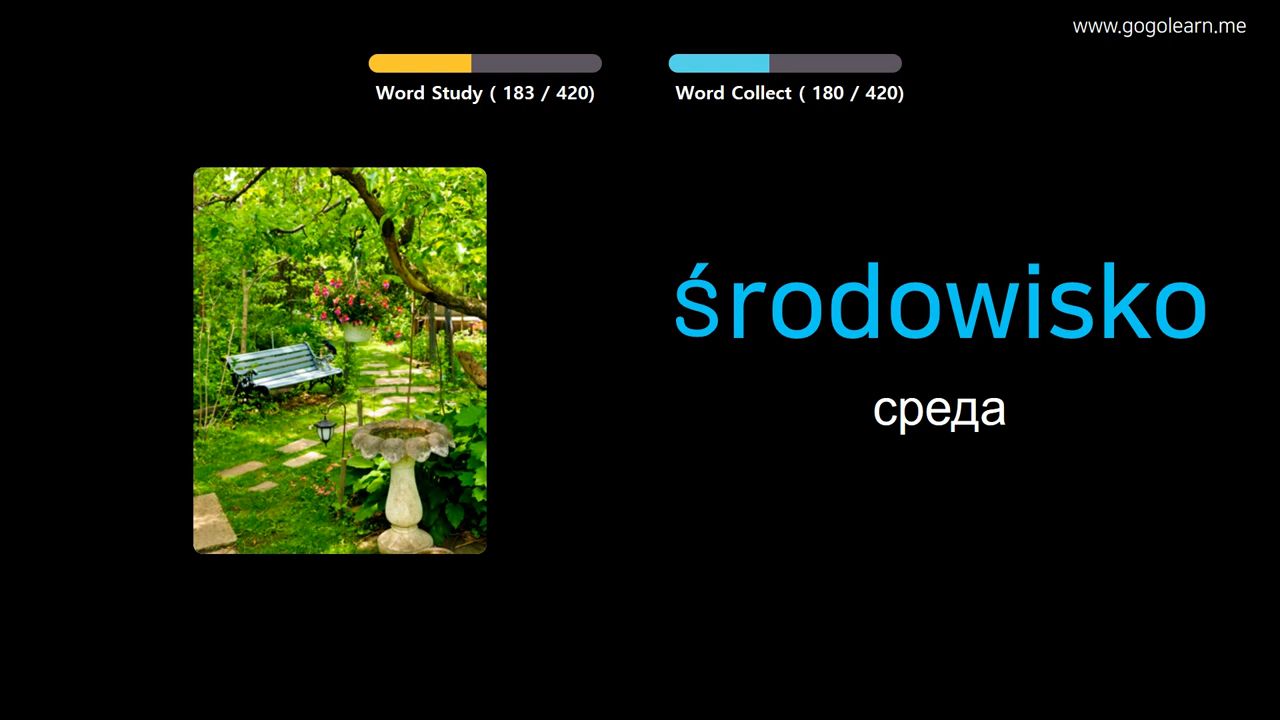 www.gogolearn.me
Word Study ( 183 / 420)
Word Collect ( 180 / 420)
środowisko
среда